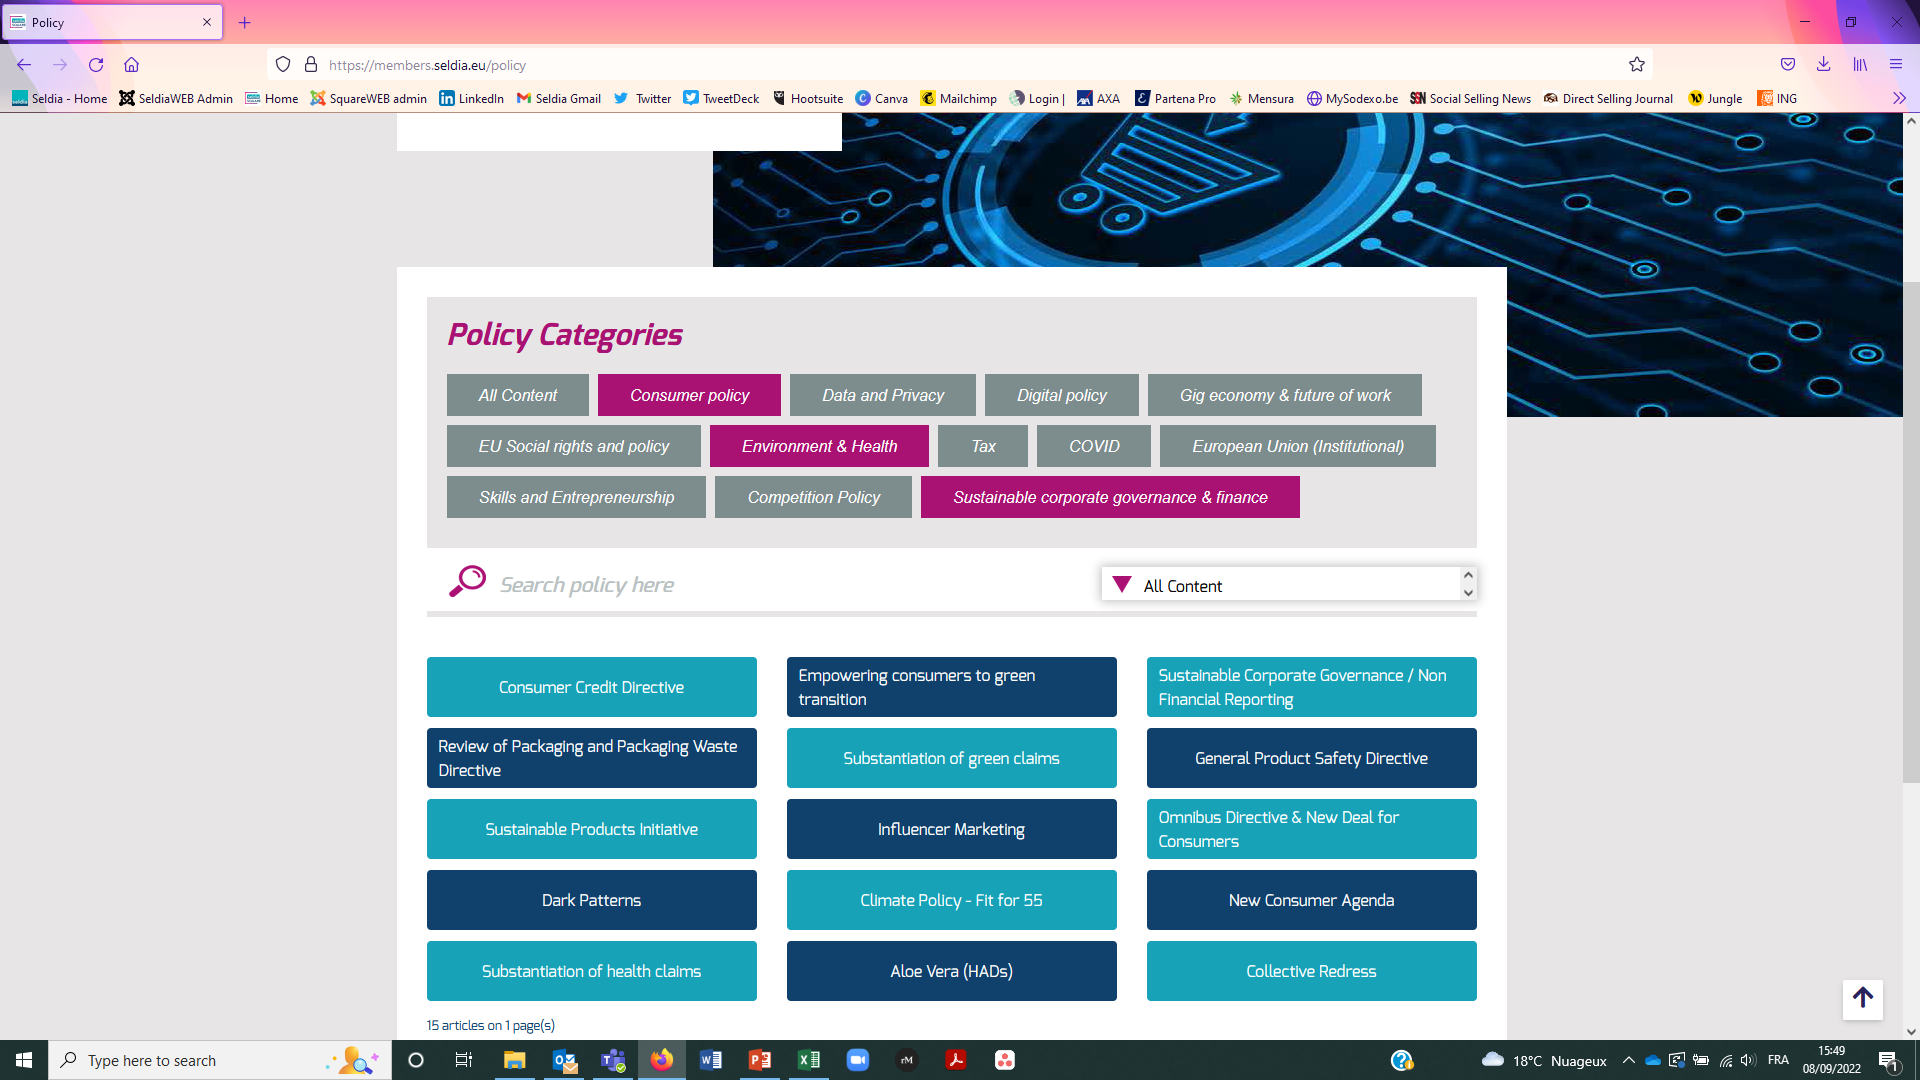 Policy
https://members.seldia.eu/policy
Seldia - Home SeldiaWEB Admin Home SquareWEB admin LinkedIn Seldia Gmail Twitter TweetDeck Hootsuite Canva Mailchimp Login | AXA Partena Pro Mensura MySodexo.be Social Selling News Direct Selling Journal Jungle ING
Policy Categories
All Content Consumer policy Data and Privacy Digital policy Gig economy & future of work
EU Social rights and policy Environment & Health Tax COVID European Union (Institutional)
Skills and Entrepreneurship Competition Policy Sustainable corporate governance & finance
Search policy here
All Content
Consumer Credit Directive
Empowering consumers to green
transition
Sustainable Corporate Governance / Non
Financial Reporting
Review of Packaging and Packaging Waste
Directive
Substantiation of green claims
General Product Safety Directive
Sustainable Products Initiative
Influencer Marketing
Omnibus Directive & New Deal for
Consumers
Dark Patterns
Climate Policy - Fit for 55
New Consumer Agenda
Substantiation of health claims
Aloe Vera (HADs)
Collective Redress
15 articles on 1 page(s)
Type here to search
rM
18°C Nuageux
FRA
15:49
08/09/2022
1